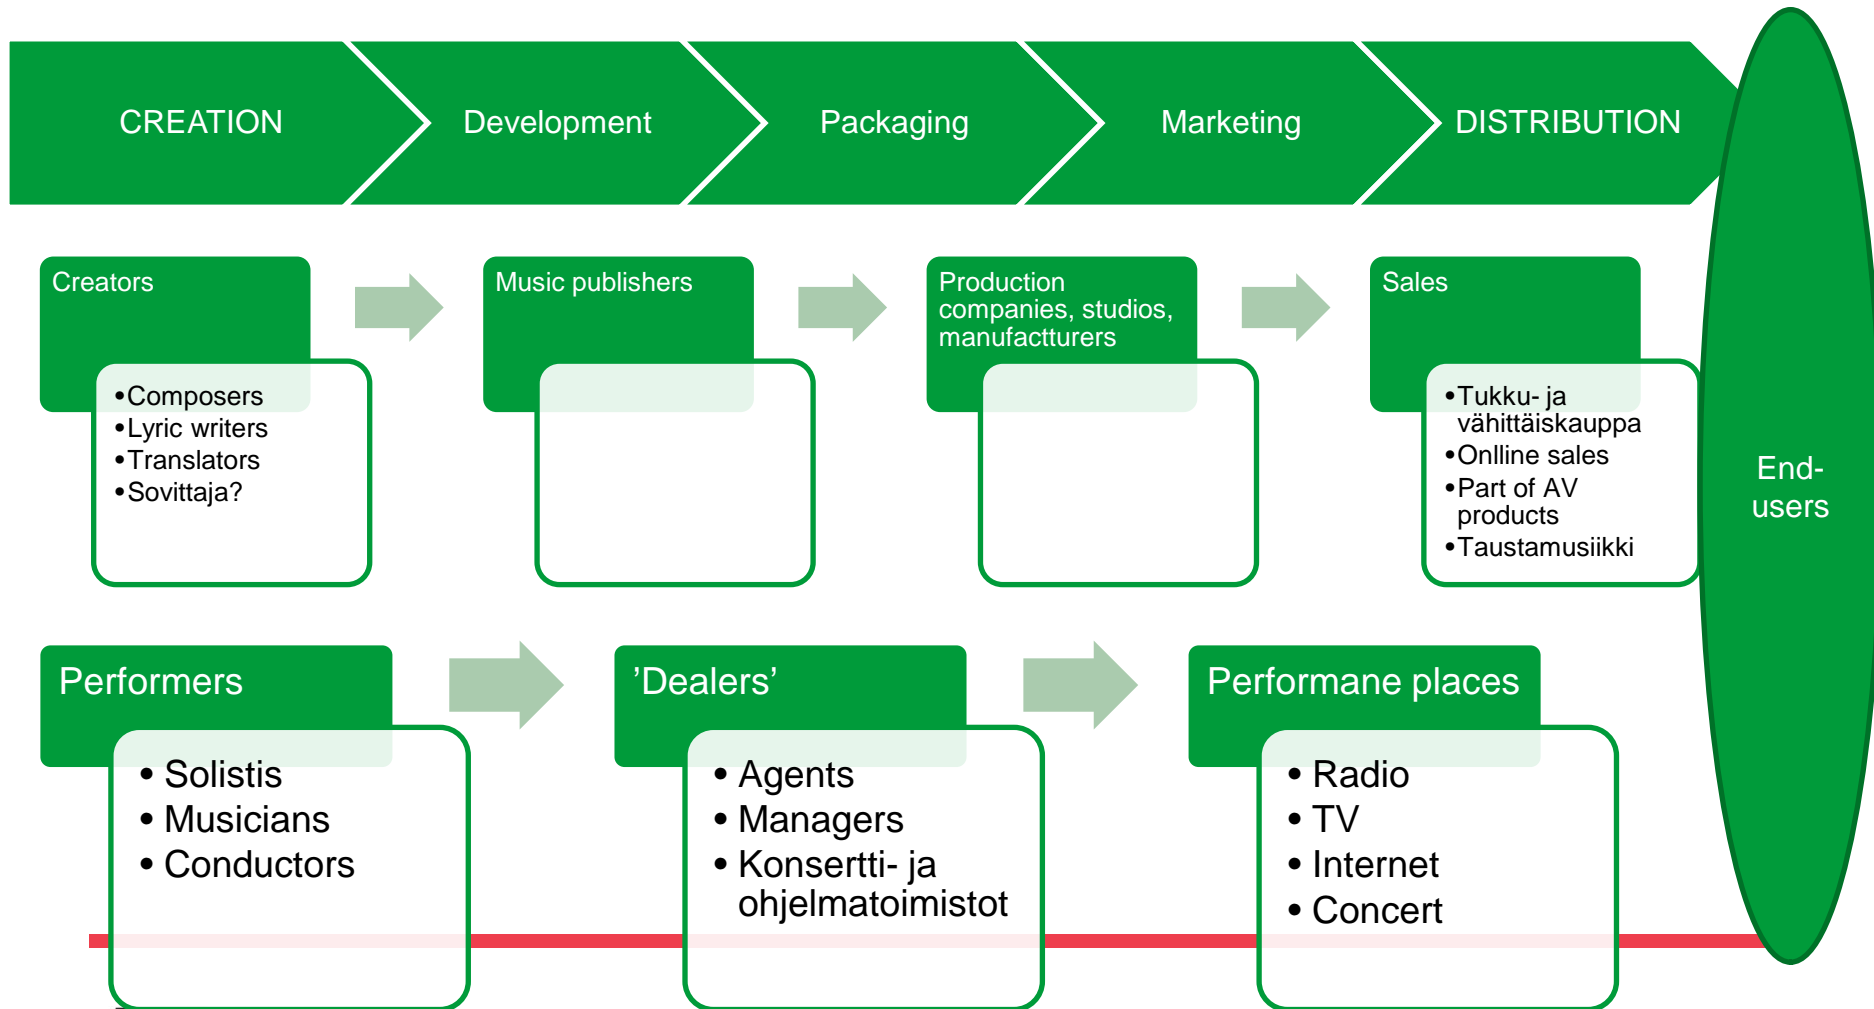 CREATION
Development
Packaging
Marketing
DISTRIBUTION
Creators
•Composers
•Lyric writers
•Translators
•Sovittaja?
Music publishers
Production
companies, studios,
manufactturers
Sales
•Tukku- ja
vähittäiskauppa
•Onlline sales
•Part of AV
products
•Taustamusiikki
End-
users
Performers
• Solistis
• Musicians
• Conductors
’Dealers’
• Agents
• Managers
• Konsertti- ja
ohjelmatoimistot
Performane places
• Radio
• TV
• Internet
• Concert